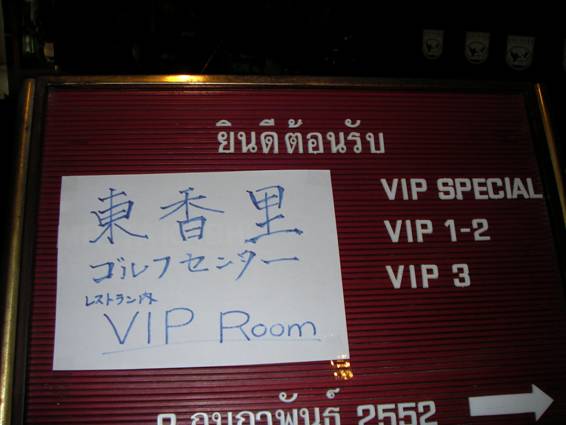 ยินดีต้อนรับ
東香里
ゴルフセンター
レストラン内
VIP Room
VIP SPECIAL
VIP 1-2
VIP 3
กุมภาพันธ์ 2552